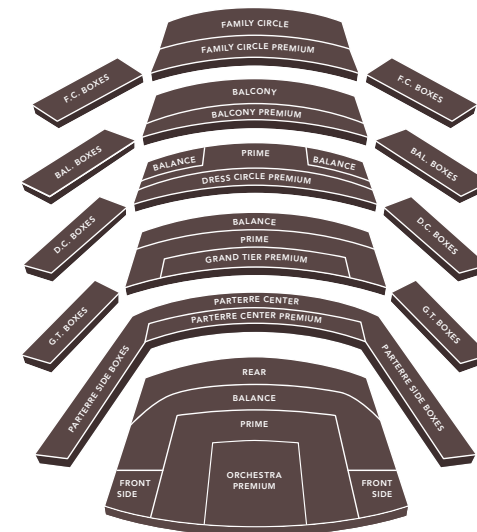 FAMILY CIRCLE
FAMILY CIRCLE PREMIUM
F.C. BOXES
F.C. BOXES
BALCONY
BALCONY PREMIUM
BAL. BOXES
BAL. BOXES
PRIME
BALANCE
BALANCE
DRESS CIRCLE PREMIUM
D.C. BOXES
D.C. BOXES
BALANCE
PRIME
GRAND TIER PREMIUM
G.T. BOXES
G.T. BOXES
PARTERRE CENTER
PARTERRE CENTER PREMIUM
PARTERRE SIDE BOXES
PARTERRE SIDE BOXES
REAR
BALANCE
PRIME
ORCHESTRA
PREMIUM
FRONT
SIDE
FRONT
SIDE